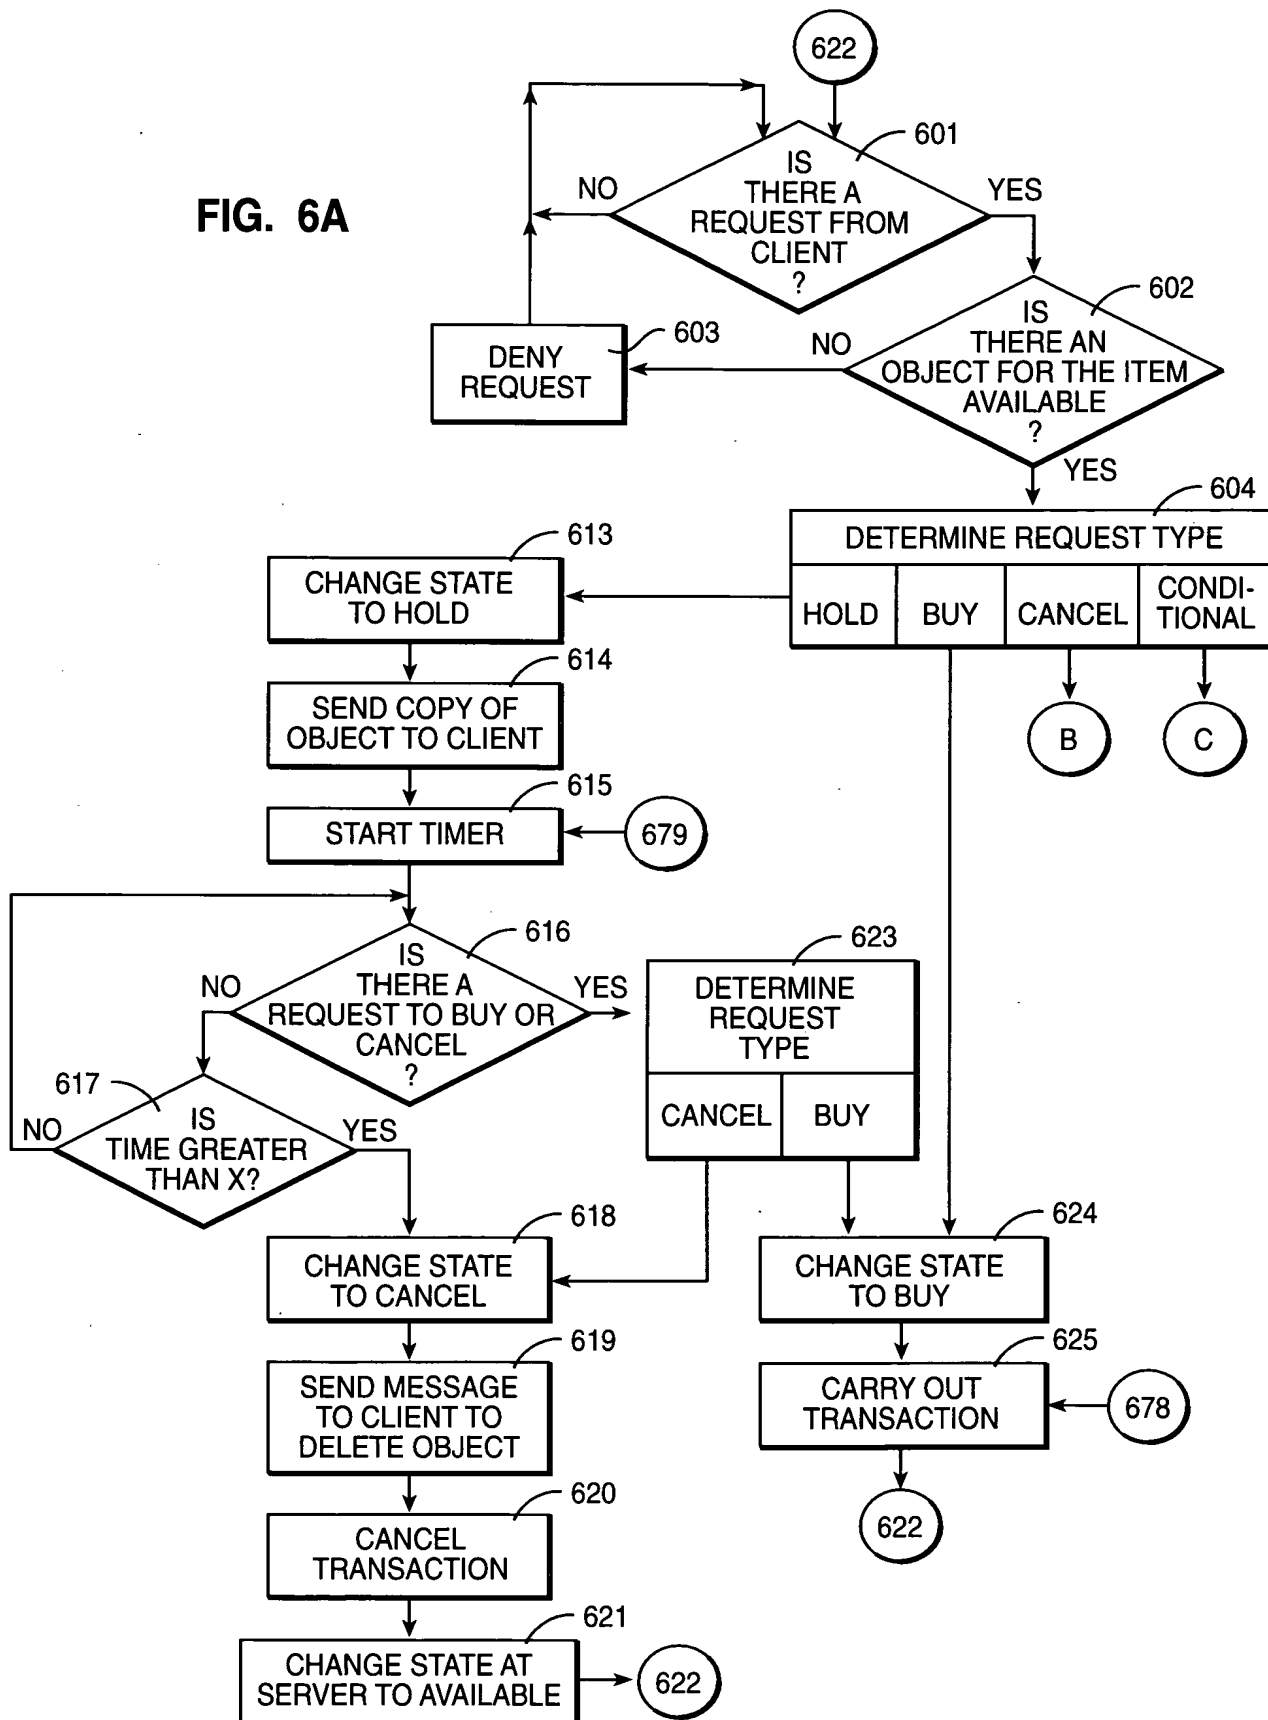 622
601
IS
THERE A
REQUEST FROM
CLIENT
?
NO
YES
FIG. 6A
602
IS
THERE AN
OBJECT FOR THE ITEM
AVAILABLE
?
NO
YES
603
DENY
REQUEST
604
DETERMINE REQUEST TYPE
HOLD
BUY
CANCEL
CONDI-
TIONAL
B
C
613
CHANGE STATE
TO HOLD
614
SEND COPY OF
OBJECT TO CLIENT
615
START TIMER
679
616
IS
THERE A
REQUEST TO BUY OR
CANCEL
?
NO
YES
623
DETERMINE
REQUEST
TYPE
CANCEL
BUY
617
IS
TIME GREATER
THAN X?
NO
YES
618
CHANGE STATE
TO CANCEL
624
CHANGE STATE
TO BUY
619
SEND MESSAGE
TO CLIENT TO
DELETE OBJECT
625
CARRY OUT
TRANSACTION
678
622
620
CANCEL
TRANSACTION
621
CHANGE STATE AT
SERVER TO AVAILABLE
622